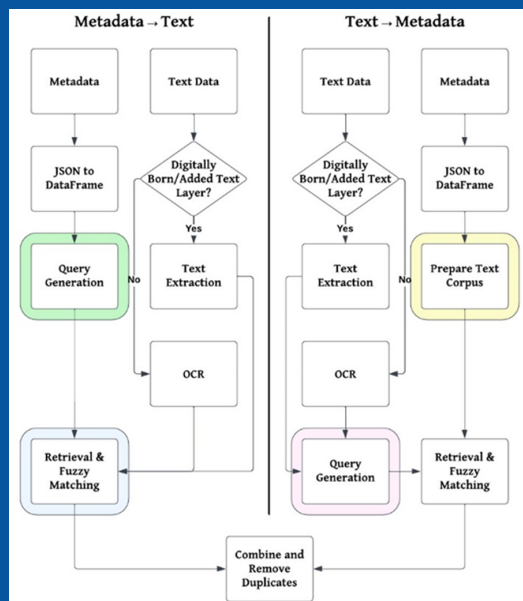 Metadata→Text
Text→Metadata
Metadata
Text Data
JSON to
DataFrame
Digitally
Born/Added Text
Layer?
Yes
No
Query
Generation
Text
Extraction
OCR
Retrieval &
Fuzzy
Matching
Text Data
Metadata
Digitally
Born/Added Text
Layer?
JSON to
DataFrame
Yes
No
Text
Extraction
Prepare Text
Corpus
OCR
Query
Generation
Retrieval &
Fuzzy
Matching
Combine and
Remove
Duplicates